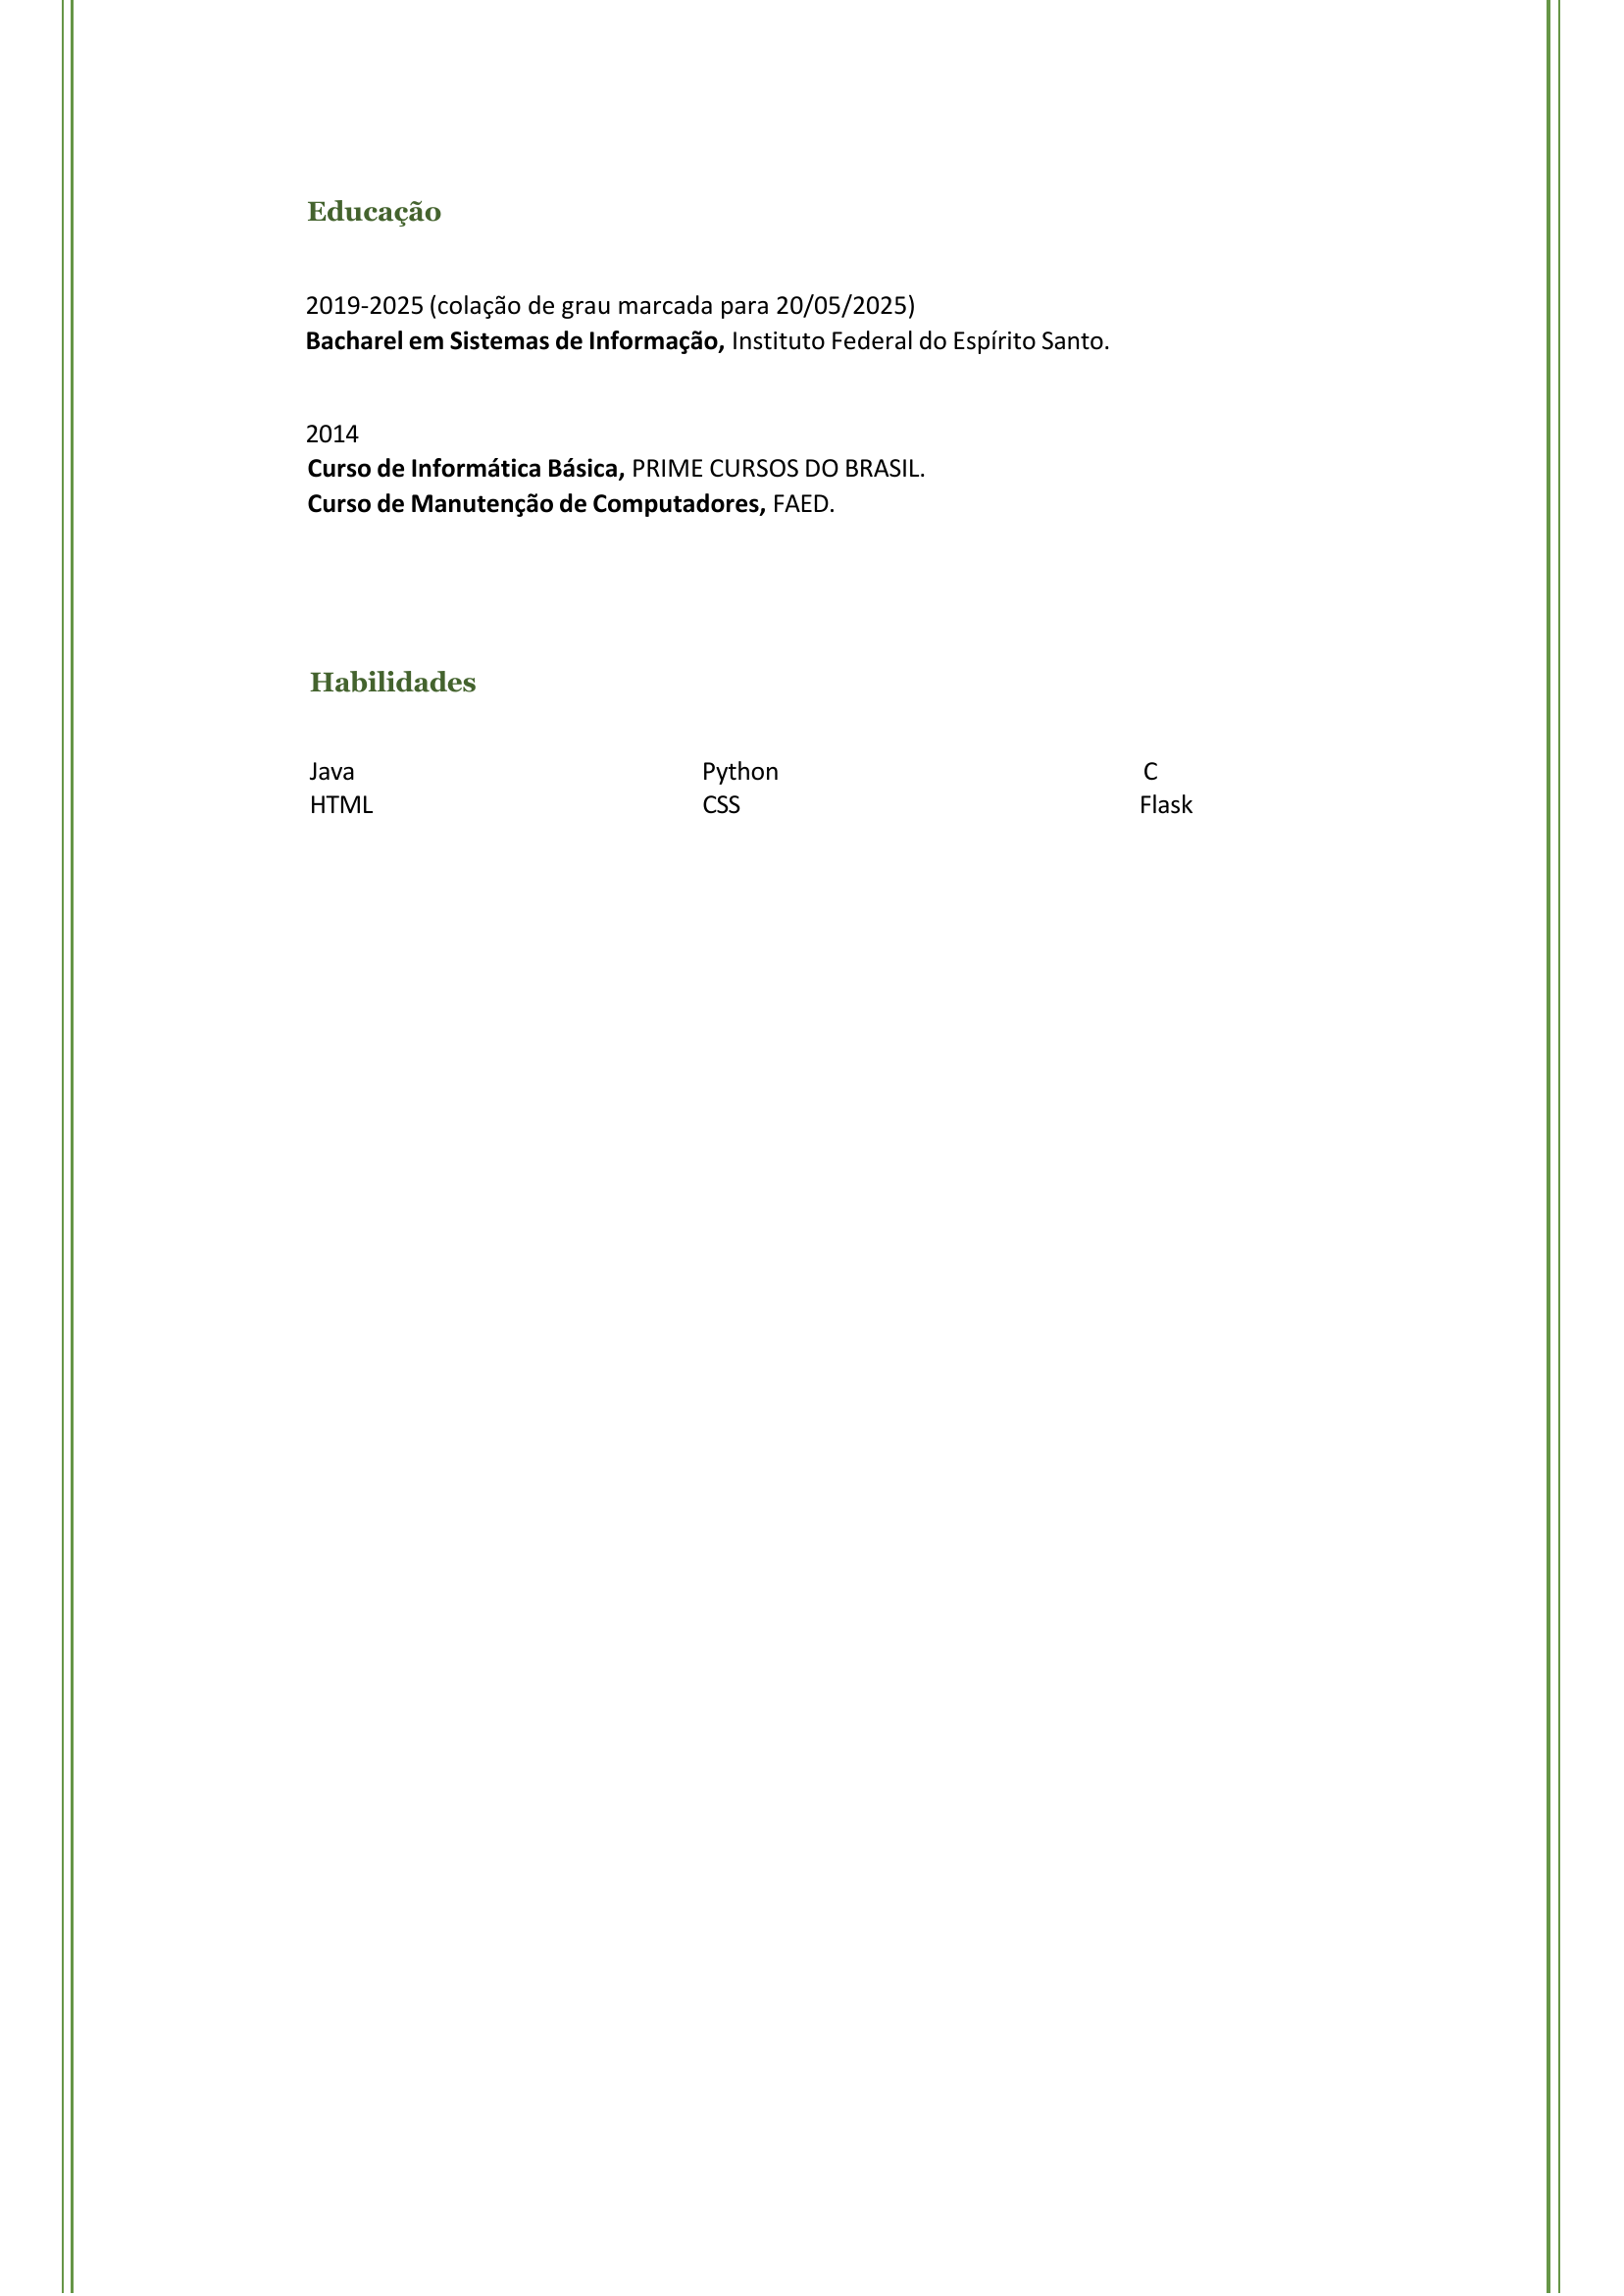 Educação
2019-2025 (colação de grau marcada para 20/05/2025)
Bacharel em Sistemas de Informação, Instituto Federal do Espírito Santo.
2014
Curso de Informática Básica, PRIME CURSOS DO BRASIL.
Curso de Manutenção de Computadores, FAED.
Habilidades
Java Python C
HTML CSS Flask